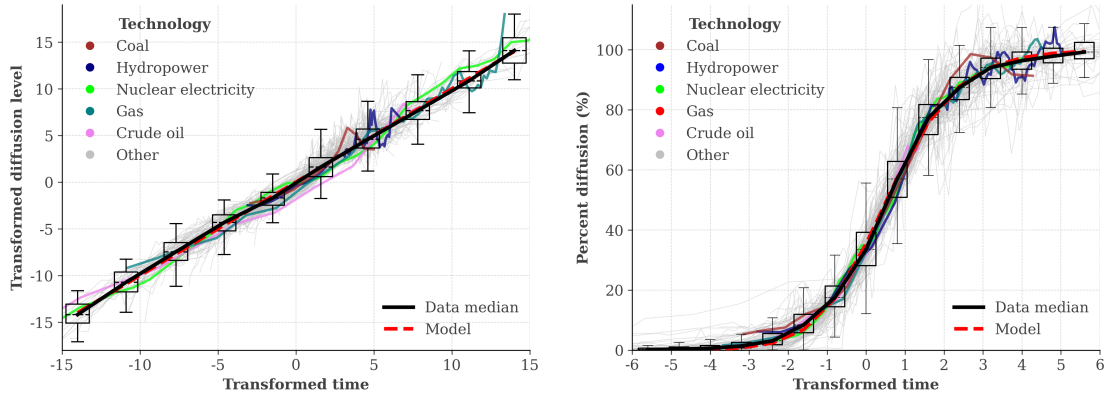 Technology
Coal
Hydropower
Nuclear electricity
Gas
Crude oil
Other
Data median
Model
15
10
5
0
-5
-10
-15
Transformed diffusion level
-15
-10
-5
0
5
10
15
Transformed time
Technology
Coal
Hydropower
Nuclear electricity
Gas
Crude oil
Other
Data median
Model
100
80
60
40
20
0
Percent diffusion (%)
-6
-5
-4
-3
-2
-1
0
1
2
3
4
5
6
Transformed time